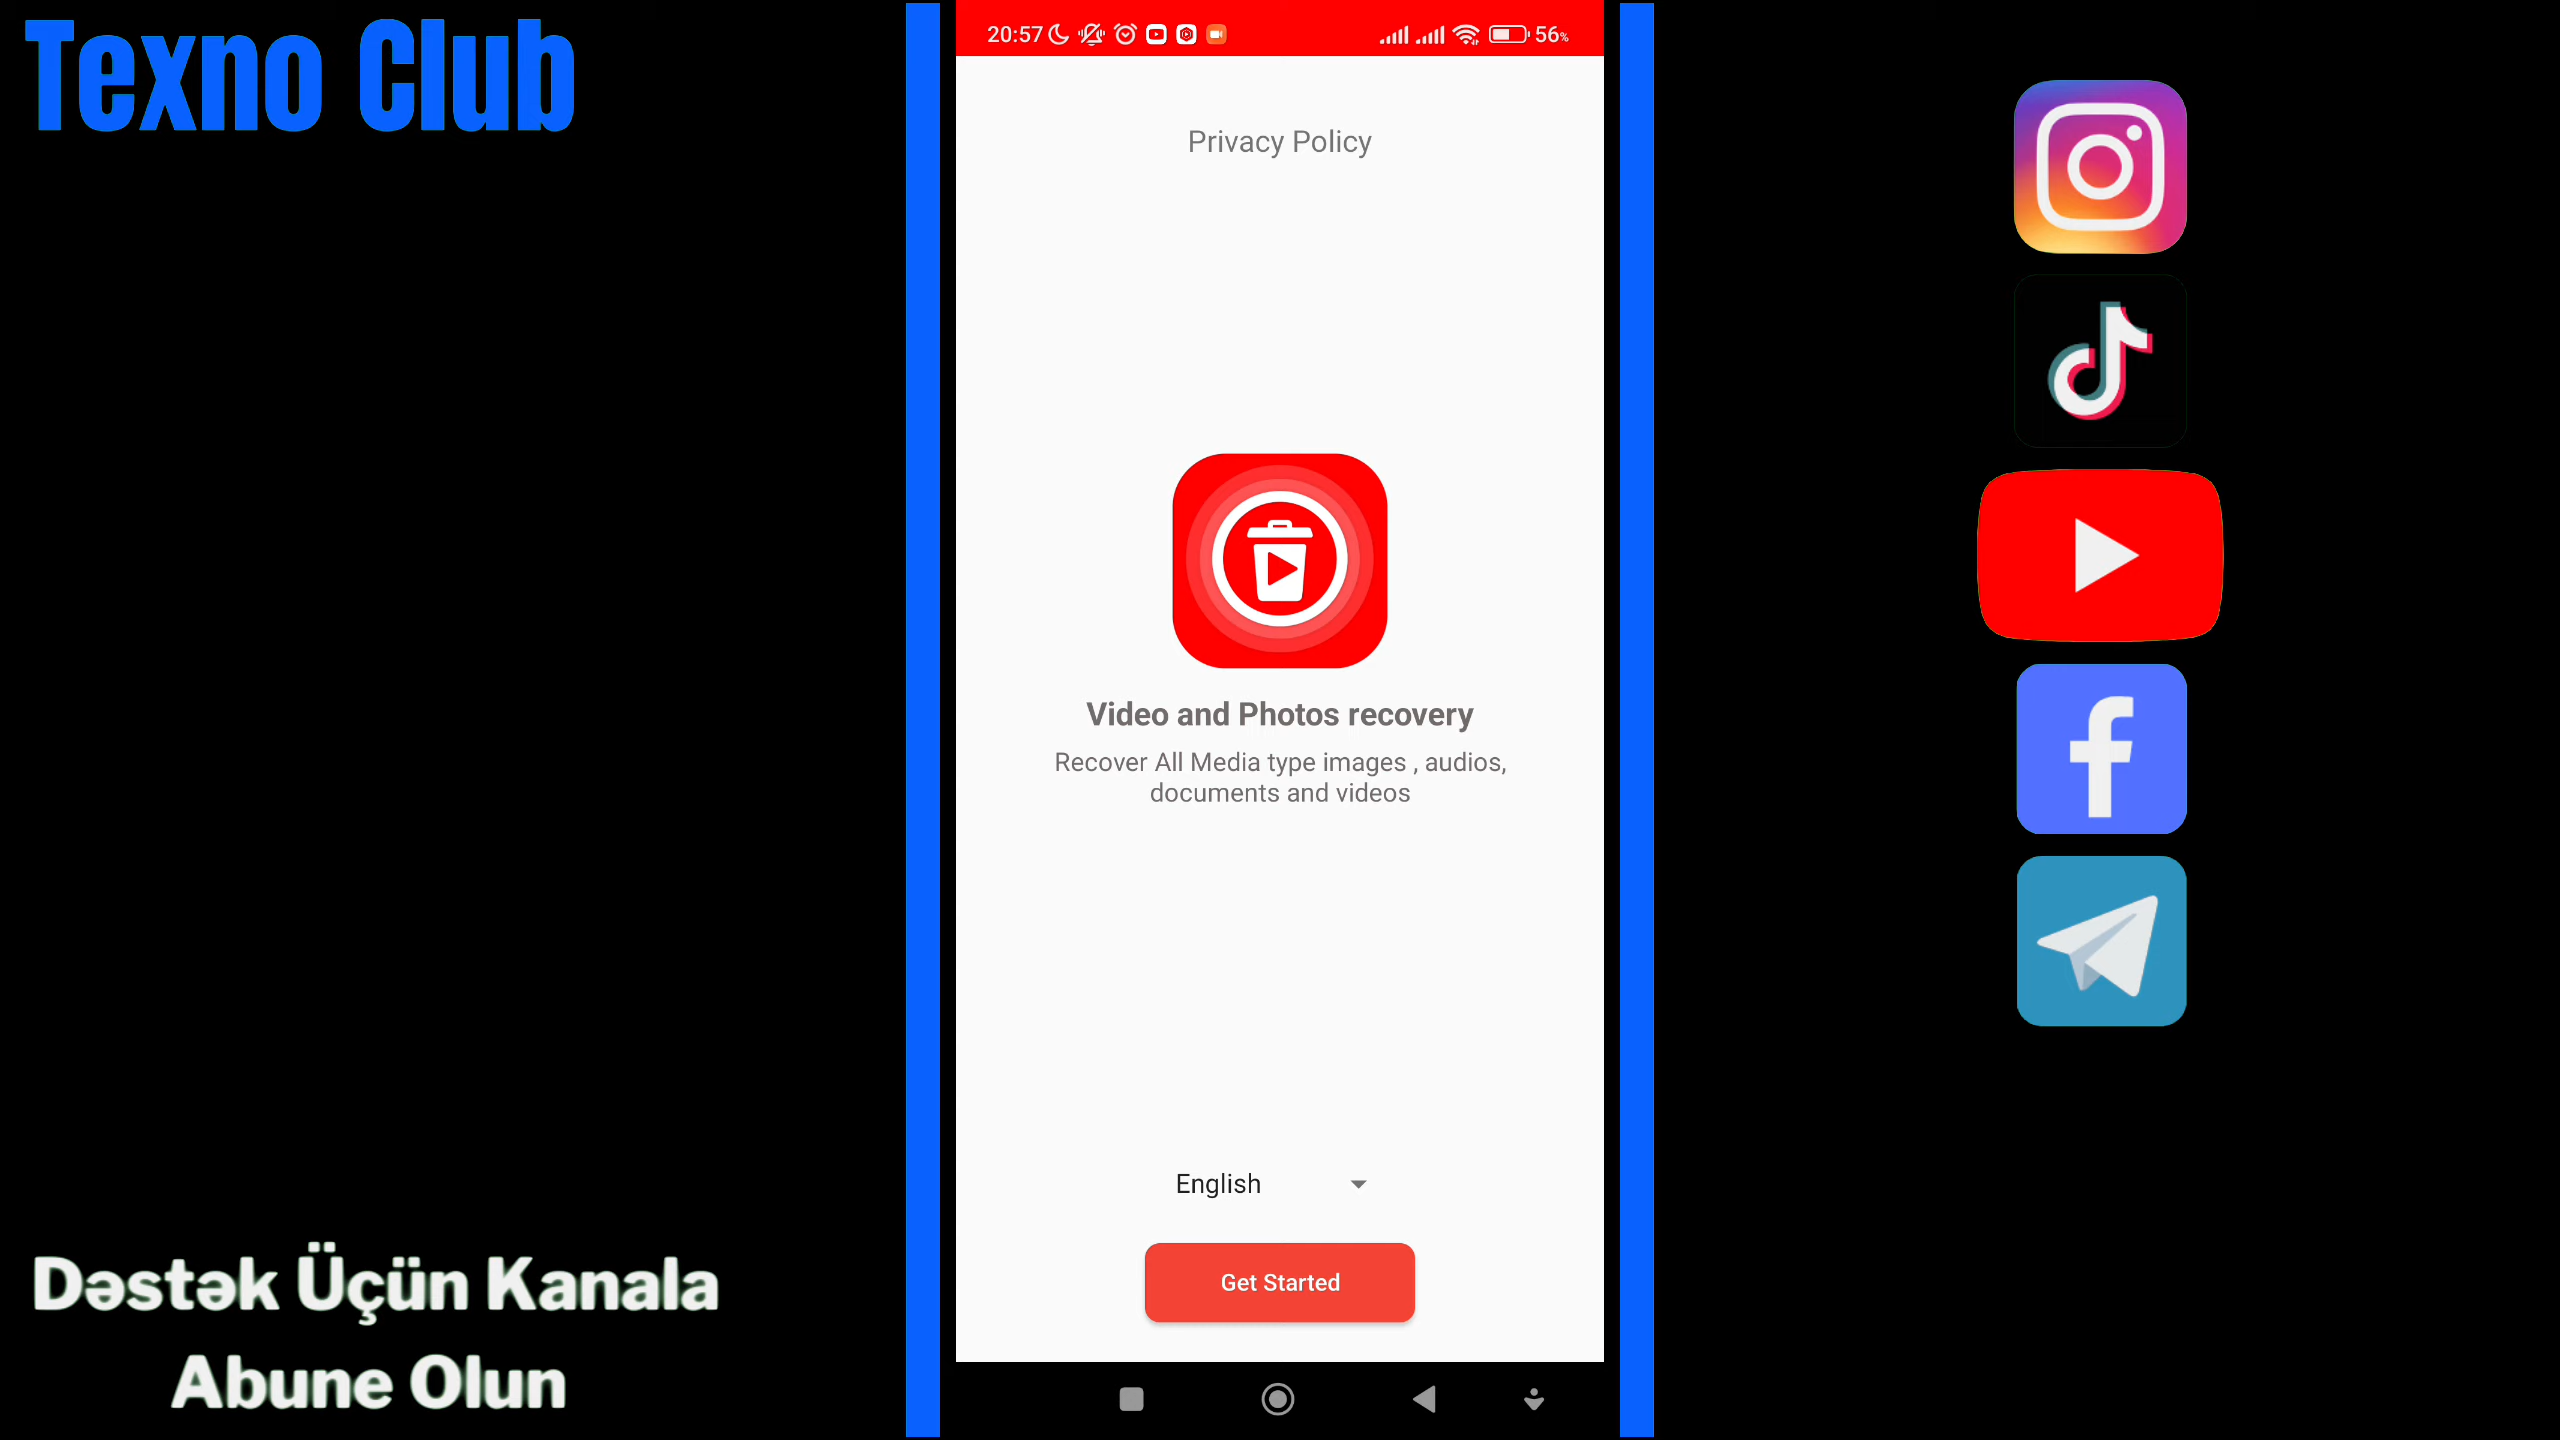 Texno Club
20:57
56%
Privacy Policy
Video and Photos recovery
Recover All Media type images , audios,
documents and videos
English
Get Started
Dəstək Üçün Kanala
Abune Olun